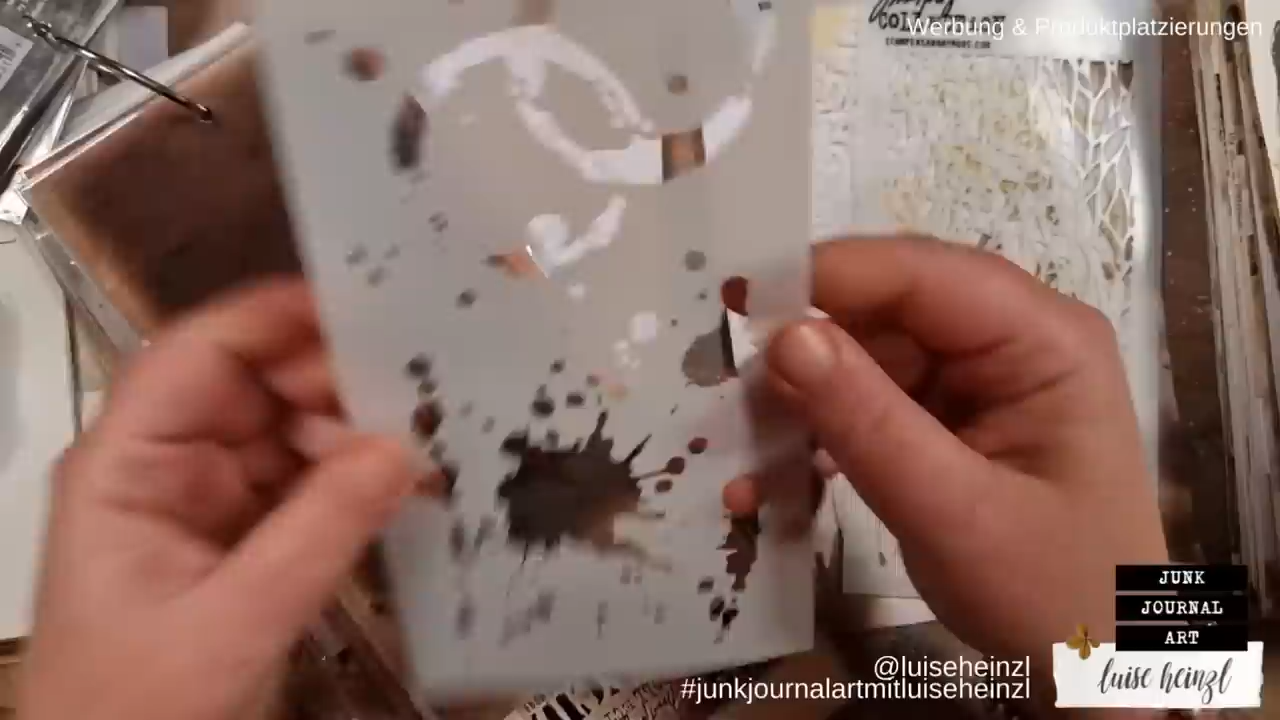 Werbung & Produktplatzierungen
JUNK
JOURNAL
ART
@luiseheinzl
#junkjournalartmitluiseheinzl
luise heinzl